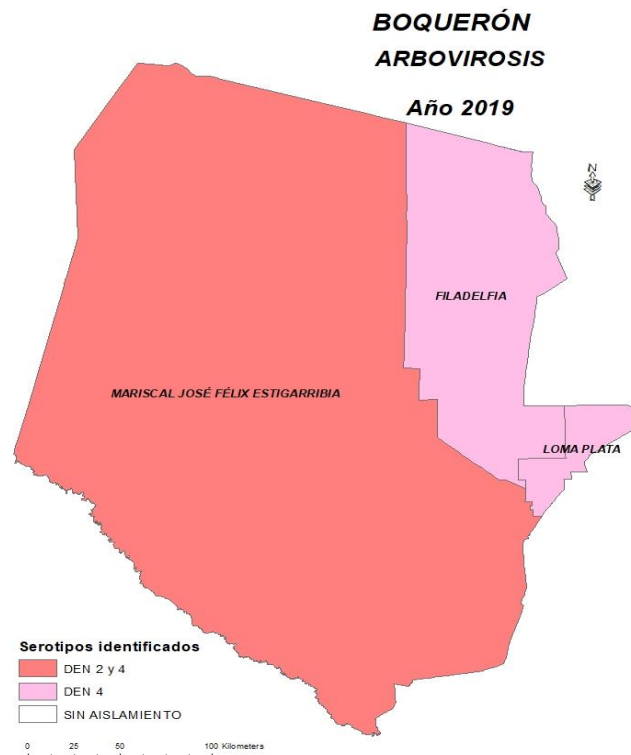 BOQUERÓN
ARBOVIROSIS
Año 2019
N
FILADELFIA
MARISCAL JOSÉ FÉLIX ESTIGARRIBIA
LOMA PLATA
Serotipos identificados
DEN 2 y 4
DEN 4
SIN AISLAMIENTO
0 25 50 100 Kilometers